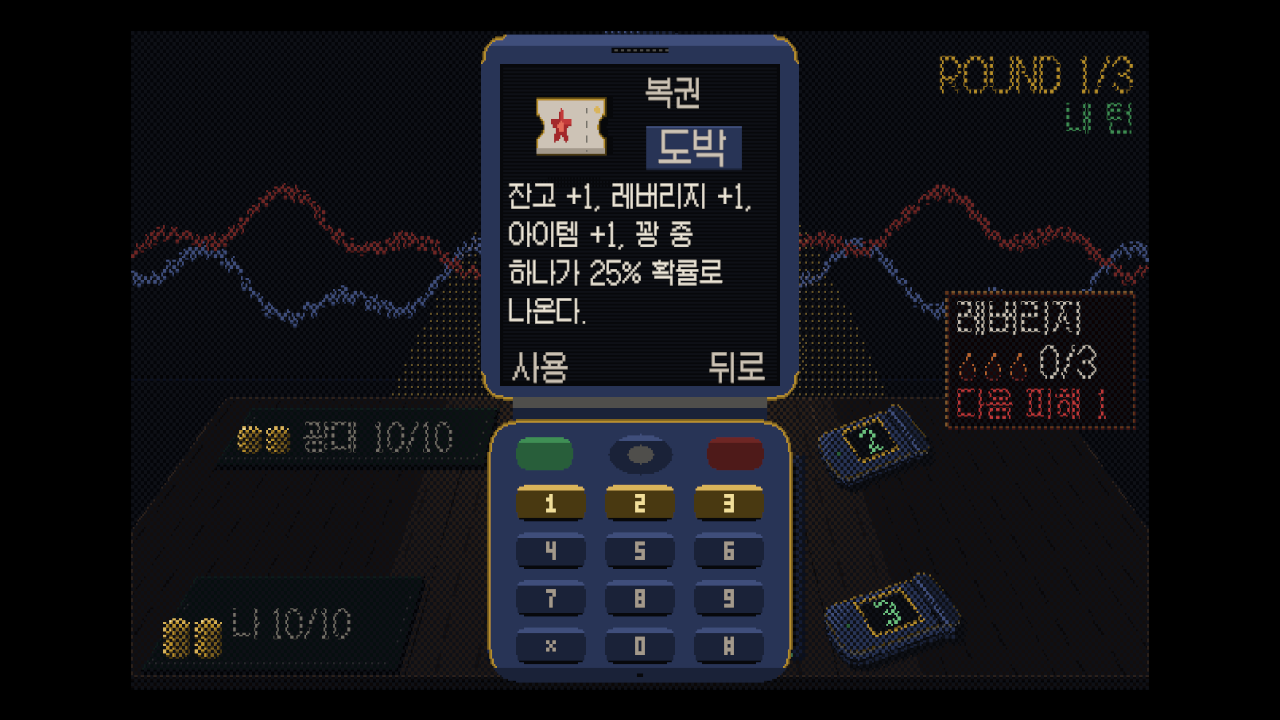 복권
도박
잔고 +1, 레버리지 +1,
아이템 +1, 꽝 중
하나가 25% 확률로
나온다.
사용 뒤로
ROUND 1/3
내 턴
레버리지
0/3
다음 피해 1
광대 10/10
나 10/10
2
3
1 2 3
4 5 6
7 8 9
* 0 #